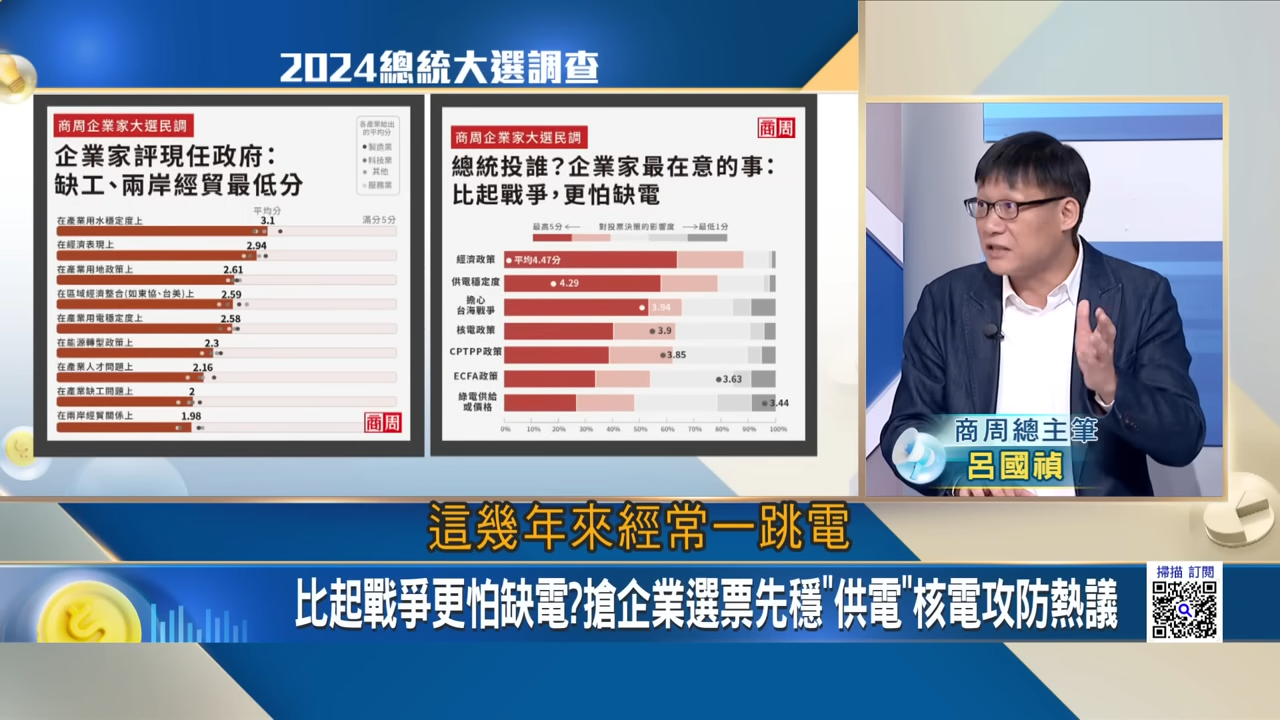 2024總統大選調查
商周企業家大選民調
企業家評現任政府：
缺工、兩岸經貿最低分
各產業給出
的平均分
製造業
科技業
其他
服務業
平均分
滿分5分
在產業用水穩定度上
3.1
在經濟表現上
2.94
在產業用地政策上
2.61
在區域經濟整合(如東協、台美)上
2.59
在產業用電穩定度上
2.58
在能源轉型政策上
2.3
在產業人才問題上
2.16
在產業缺工問題上
2
在兩岸經貿關係上
1.98
商周
商周
商周企業家大選民調
總統投誰？企業家最在意的事：
比起戰爭，更怕缺電
最高5分 ← 對投票決策的影響度 → 最低1分
經濟政策
平均4.47分
供電穩定度
4.29
擔心
台海戰爭
3.94
核電政策
3.9
CPTPP政策
3.85
ECFA政策
3.63
綠電供給
或價格
3.44
0% 10% 20% 30% 40% 50% 60% 70% 80% 90% 100%
商周總主筆
呂國禎
這幾年來經常一跳電
比起戰爭更怕缺電?搶企業選票先穩"供電"核電攻防熱議
掃描 訂閱